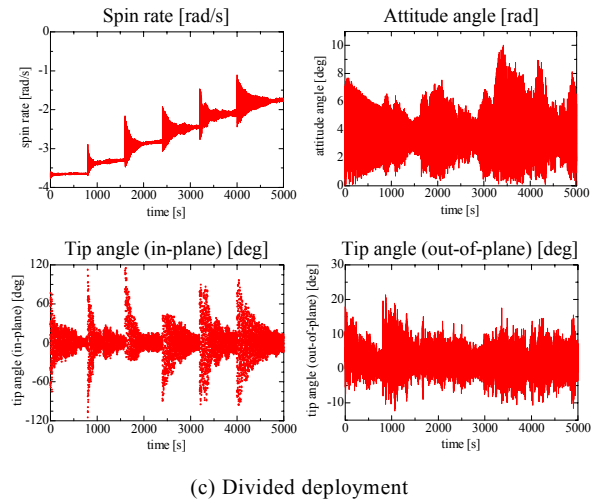 Spin rate [rad/s]
0
-1
-2
-3
-4
spin rate [rad/s]
0 1000 2000 3000 4000 5000
time [s]
Attitude angle [rad]
10
8
6
4
2
0
attitude angle [deg]
0 1000 2000 3000 4000 5000
time [s]
Tip angle (in-plane) [deg]
120
60
0
-60
-120
tip angle (in-plane) [deg]
0 1000 2000 3000 4000 5000
time [s]
Tip angle (out-of-plane) [deg]
30
20
10
0
-10
tip angle (out-of-plane) [deg]
0 1000 2000 3000 4000 5000
time [s]
(c) Divided deployment